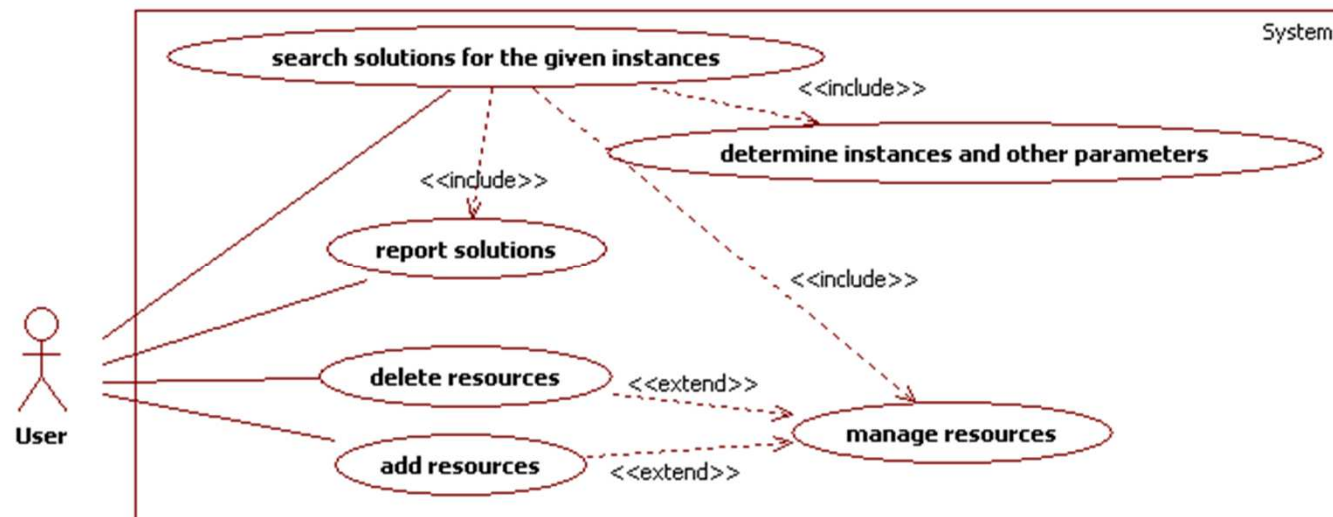 System
search solutions for the given instances
<<include>>
determine instances and other parameters
<<include>>
report solutions
<<include>>
delete resources
<<extend>>
manage resources
User
add resources
<<extend>>